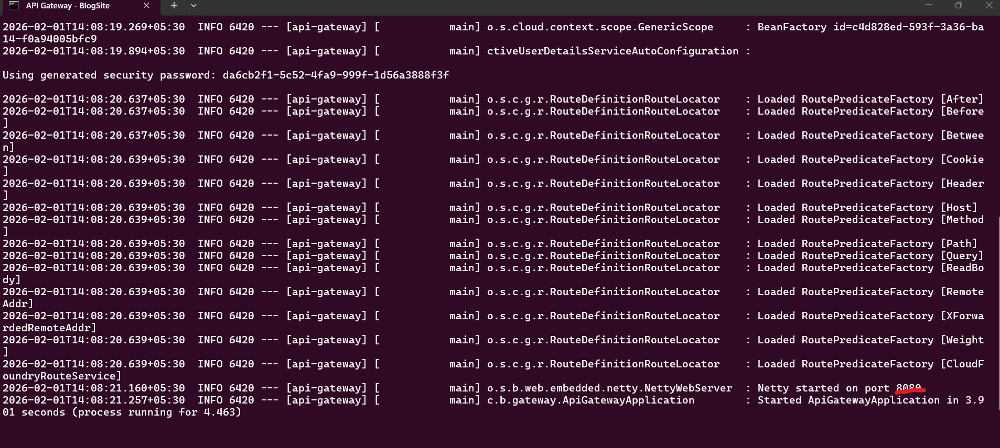 API Gateway - BlogSite
2026-02-01T14:08:19.269+05:30  INFO 6420 --- [api-gateway] [           main] o.s.cloud.context.scope.GenericScope     : BeanFactory id=c4d828ed-593f-3a36-ba
14-f0a94005bfc9
2026-02-01T14:08:19.894+05:30  INFO 6420 --- [api-gateway] [           main] ctiveUserDetailsServiceAutoConfiguration :
Using generated security password: da6cb2f1-5c52-4fa9-999f-1d56a3888f3f
2026-02-01T14:08:20.637+05:30  INFO 6420 --- [api-gateway] [           main] o.s.c.g.r.RouteDefinitionRouteLocator    : Loaded RoutePredicateFactory [After]
2026-02-01T14:08:20.637+05:30  INFO 6420 --- [api-gateway] [           main] o.s.c.g.r.RouteDefinitionRouteLocator    : Loaded RoutePredicateFactory [Before
]
2026-02-01T14:08:20.637+05:30  INFO 6420 --- [api-gateway] [           main] o.s.c.g.r.RouteDefinitionRouteLocator    : Loaded RoutePredicateFactory [Betwee
n]
2026-02-01T14:08:20.639+05:30  INFO 6420 --- [api-gateway] [           main] o.s.c.g.r.RouteDefinitionRouteLocator    : Loaded RoutePredicateFactory [Cookie
]
2026-02-01T14:08:20.639+05:30  INFO 6420 --- [api-gateway] [           main] o.s.c.g.r.RouteDefinitionRouteLocator    : Loaded RoutePredicateFactory [Header
]
2026-02-01T14:08:20.639+05:30  INFO 6420 --- [api-gateway] [           main] o.s.c.g.r.RouteDefinitionRouteLocator    : Loaded RoutePredicateFactory [Host]
2026-02-01T14:08:20.639+05:30  INFO 6420 --- [api-gateway] [           main] o.s.c.g.r.RouteDefinitionRouteLocator    : Loaded RoutePredicateFactory [Method
]
2026-02-01T14:08:20.639+05:30  INFO 6420 --- [api-gateway] [           main] o.s.c.g.r.RouteDefinitionRouteLocator    : Loaded RoutePredicateFactory [Path]
2026-02-01T14:08:20.639+05:30  INFO 6420 --- [api-gateway] [           main] o.s.c.g.r.RouteDefinitionRouteLocator    : Loaded RoutePredicateFactory [Query]
2026-02-01T14:08:20.639+05:30  INFO 6420 --- [api-gateway] [           main] o.s.c.g.r.RouteDefinitionRouteLocator    : Loaded RoutePredicateFactory [ReadBo
dy]
2026-02-01T14:08:20.639+05:30  INFO 6420 --- [api-gateway] [           main] o.s.c.g.r.RouteDefinitionRouteLocator    : Loaded RoutePredicateFactory [Remote
Addr]
2026-02-01T14:08:20.639+05:30  INFO 6420 --- [api-gateway] [           main] o.s.c.g.r.RouteDefinitionRouteLocator    : Loaded RoutePredicateFactory [XForwa
rdedRemoteAddr]
2026-02-01T14:08:20.639+05:30  INFO 6420 --- [api-gateway] [           main] o.s.c.g.r.RouteDefinitionRouteLocator    : Loaded RoutePredicateFactory [Weight
]
2026-02-01T14:08:20.639+05:30  INFO 6420 --- [api-gateway] [           main] o.s.c.g.r.RouteDefinitionRouteLocator    : Loaded RoutePredicateFactory [CloudF
oundryRouteService]
2026-02-01T14:08:21.160+05:30  INFO 6420 --- [api-gateway] [           main] o.s.b.web.embedded.netty.NettyWebServer  : Netty started on port 8080
2026-02-01T14:08:21.257+05:30  INFO 6420 --- [api-gateway] [           main] c.b.gateway.ApiGatewayApplication        : Started ApiGatewayApplication in 3.9
01 seconds (process running for 4.463)